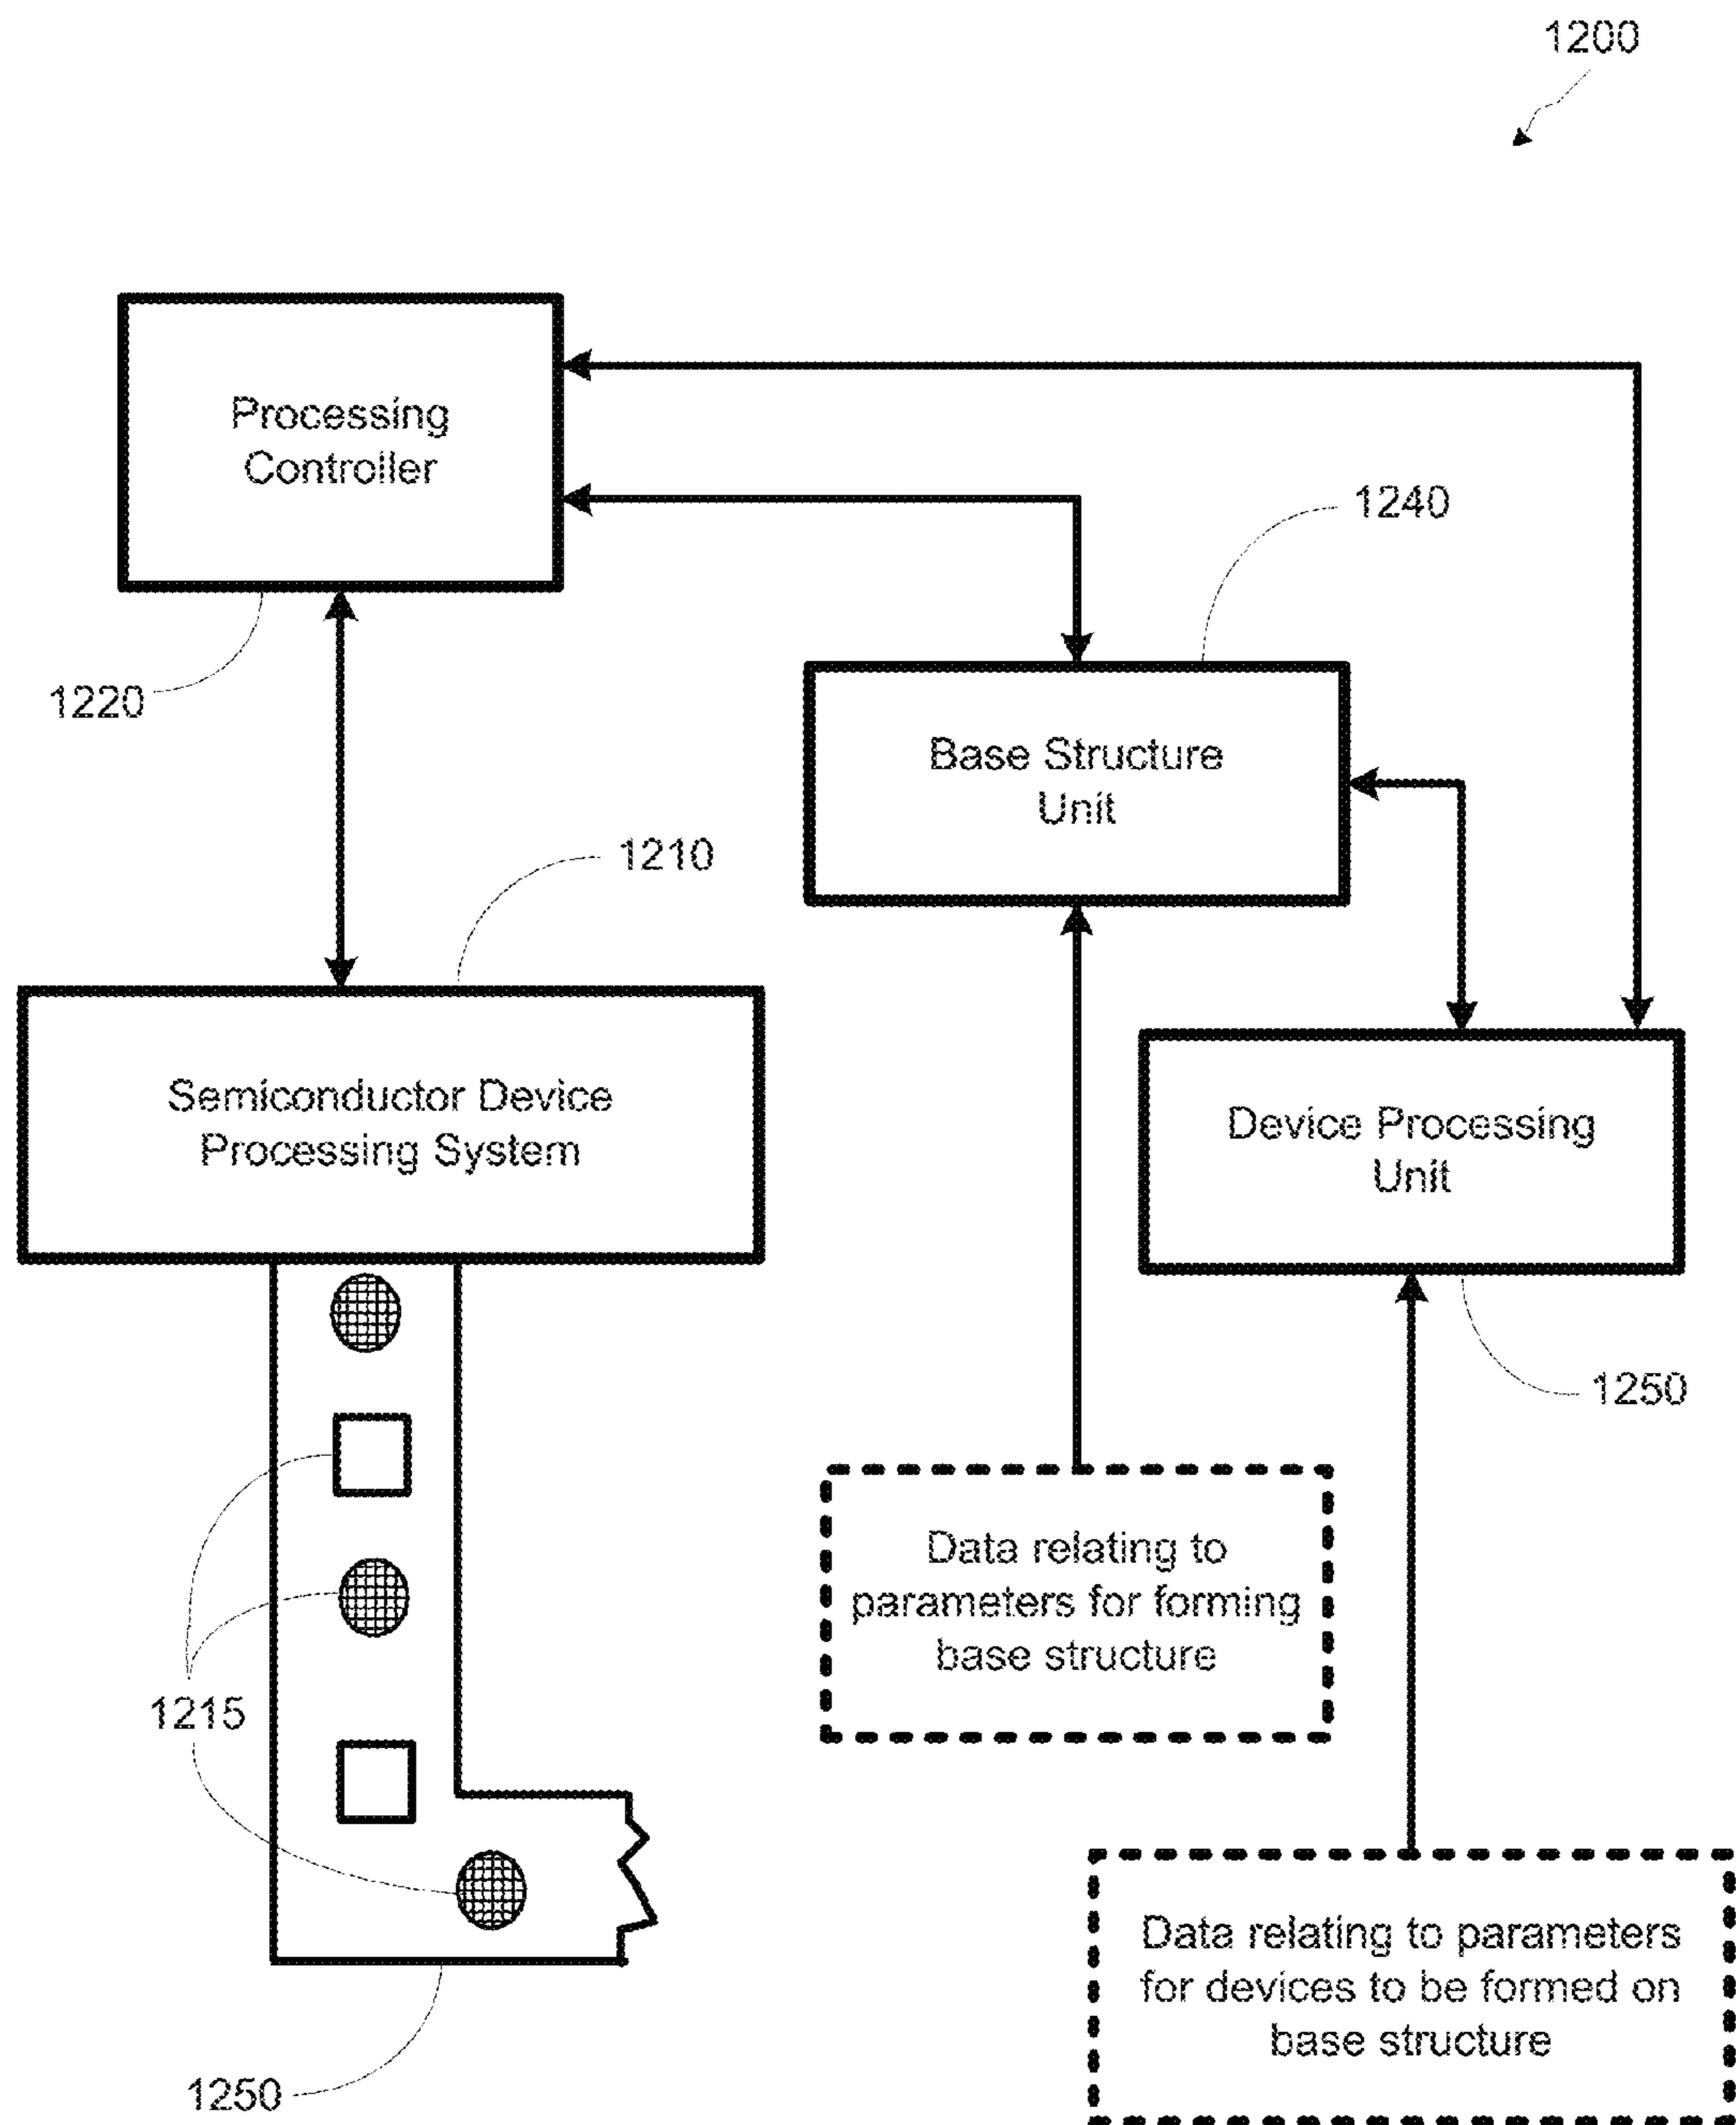 1200
Processing
Controller
1240
1220
Base Structure
Unit
1210
Semiconductor Device
Processing System
Device Processing
Unit
1250
Data relating to
parameters for forming
base structure
1215
Data relating to parameters
for devices to be formed on
base structure
1250